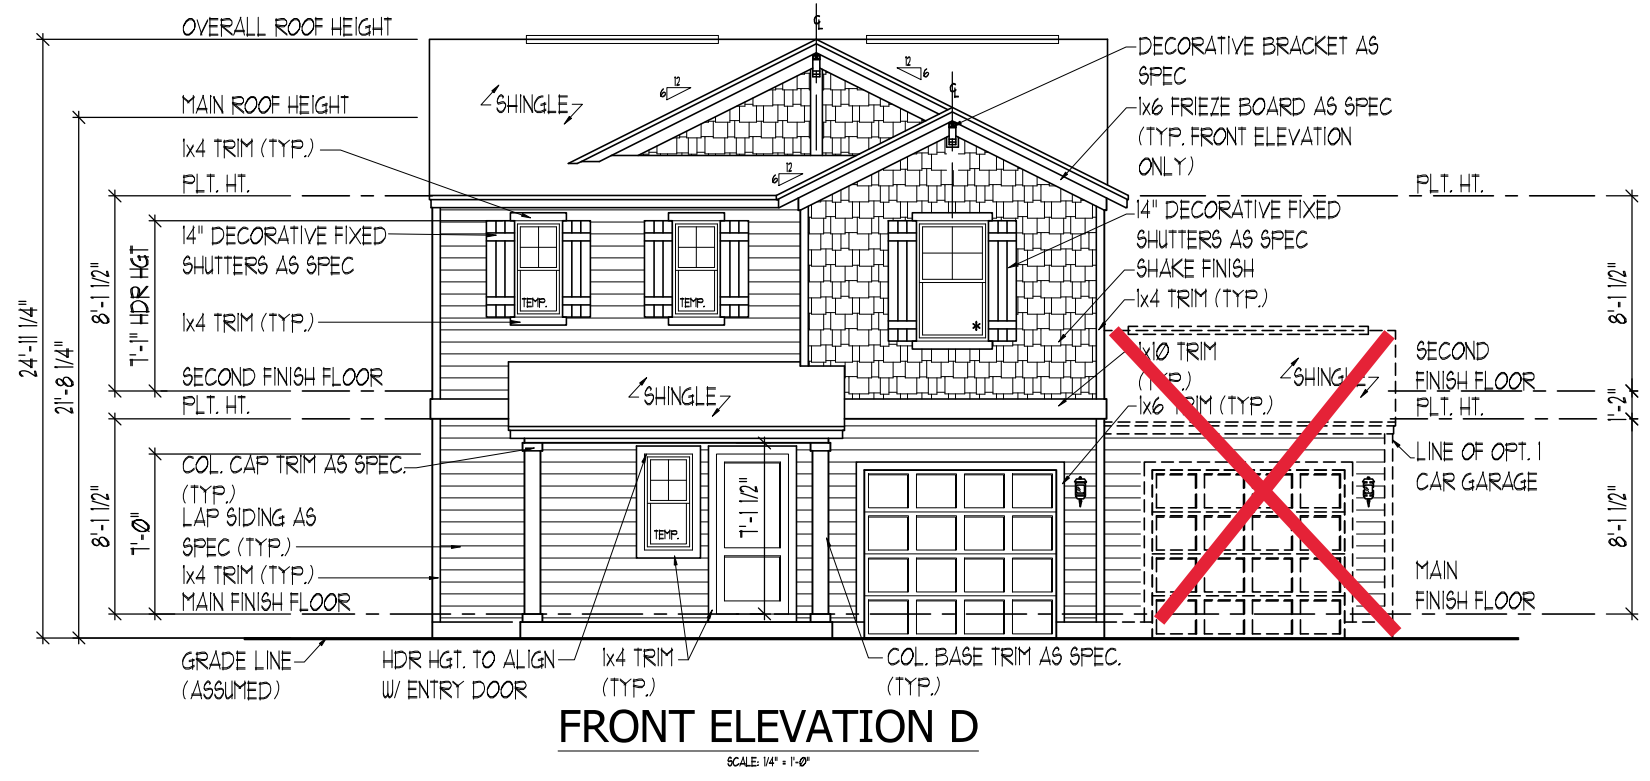 OVERALL ROOF HEIGHT
MAIN ROOF HEIGHT
1x4 TRIM (TYP.)
PLT. HT.
14" DECORATIVE FIXED
SHUTTERS AS SPEC
1x4 TRIM (TYP.)
SECOND FINISH FLOOR
PLT. HT.
COL. CAP TRIM AS SPEC.
(TYP.)
LAP SIDING AS
SPEC (TYP.)
1x4 TRIM (TYP.)
MAIN FINISH FLOOR
GRADE LINE
(ASSUMED)
24'-11 1/4"
21'-8 1/4"
8'-1 1/2"
7'-1" HDR HGT
8'-1 1/2"
7'-0"
SHINGLE
12
6
12
6
12
6
C
L
C
L
TEMP.
TEMP.
*
SHINGLE
TEMP.
7'-1 1/2"
DECORATIVE BRACKET AS
SPEC
1x6 FRIEZE BOARD AS SPEC
(TYP. FRONT ELEVATION
ONLY)
14" DECORATIVE FIXED
SHUTTERS AS SPEC
SHAKE FINISH
1x4 TRIM (TYP.)
1x10 TRIM
(TYP.)
1x6 TRIM (TYP.)
SHINGLE
PLT. HT.
SECOND
FINISH FLOOR
PLT. HT.
LINE OF OPT. 1
CAR GARAGE
MAIN
FINISH FLOOR
8'-1 1/2"
1'-2"
8'-1 1/2"
HDR HGT. TO ALIGN
W/ ENTRY DOOR
1x4 TRIM
(TYP.)
COL. BASE TRIM AS SPEC.
(TYP.)
FRONT ELEVATION D
SCALE: 1/4" = 1'-0"